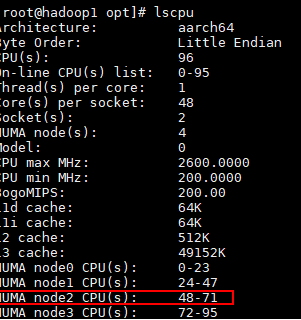 root@hadoop1 opt]# lscpu
Architecture: aarch64
Byte Order: Little Endian
CPU(s): 96
On-line CPU(s) list: 0-95
Thread(s) per core: 1
Core(s) per socket: 48
Socket(s): 2
NUMA node(s): 4
Model: 0
CPU max MHz: 2600.0000
CPU min MHz: 200.0000
BogoMIPS: 200.00
L1d cache: 64K
L1i cache: 64K
L2 cache: 512K
L3 cache: 49152K
NUMA node0 CPU(s): 0-23
NUMA node1 CPU(s): 24-47
NUMA node2 CPU(s): 48-71
NUMA node3 CPU(s): 72-95